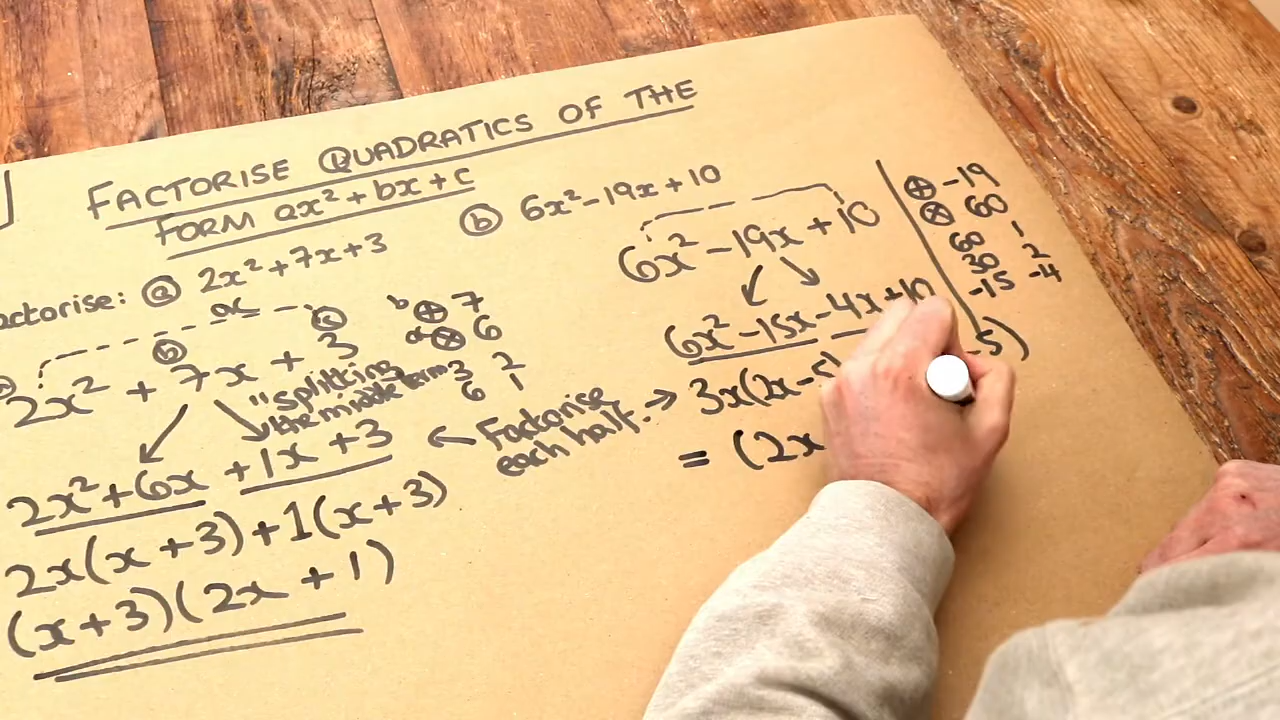 FACTORISE QUADRATICS OF THE
FORM ax² + bx + c
Factorise: ⓐ 2x² + 7x + 3
ⓑ 6x² - 19x + 10
ac
ⓑ ⓒ
2x² + 7x + 3
b ⊕ 7
ac ⊗ 6
3 2
6 1
"splitting
the middle term
2x² + 6x + 1x + 3
2x(x + 3) + 1(x + 3)
(x + 3)(2x + 1)
← Factorise
each half. →
6x² - 19x + 10
6x² - 15x - 4x + 10
3x(2x - 5)
-5)
= (2x
⊕ -19
⊗ 60
60 1
30 2
-15 -4